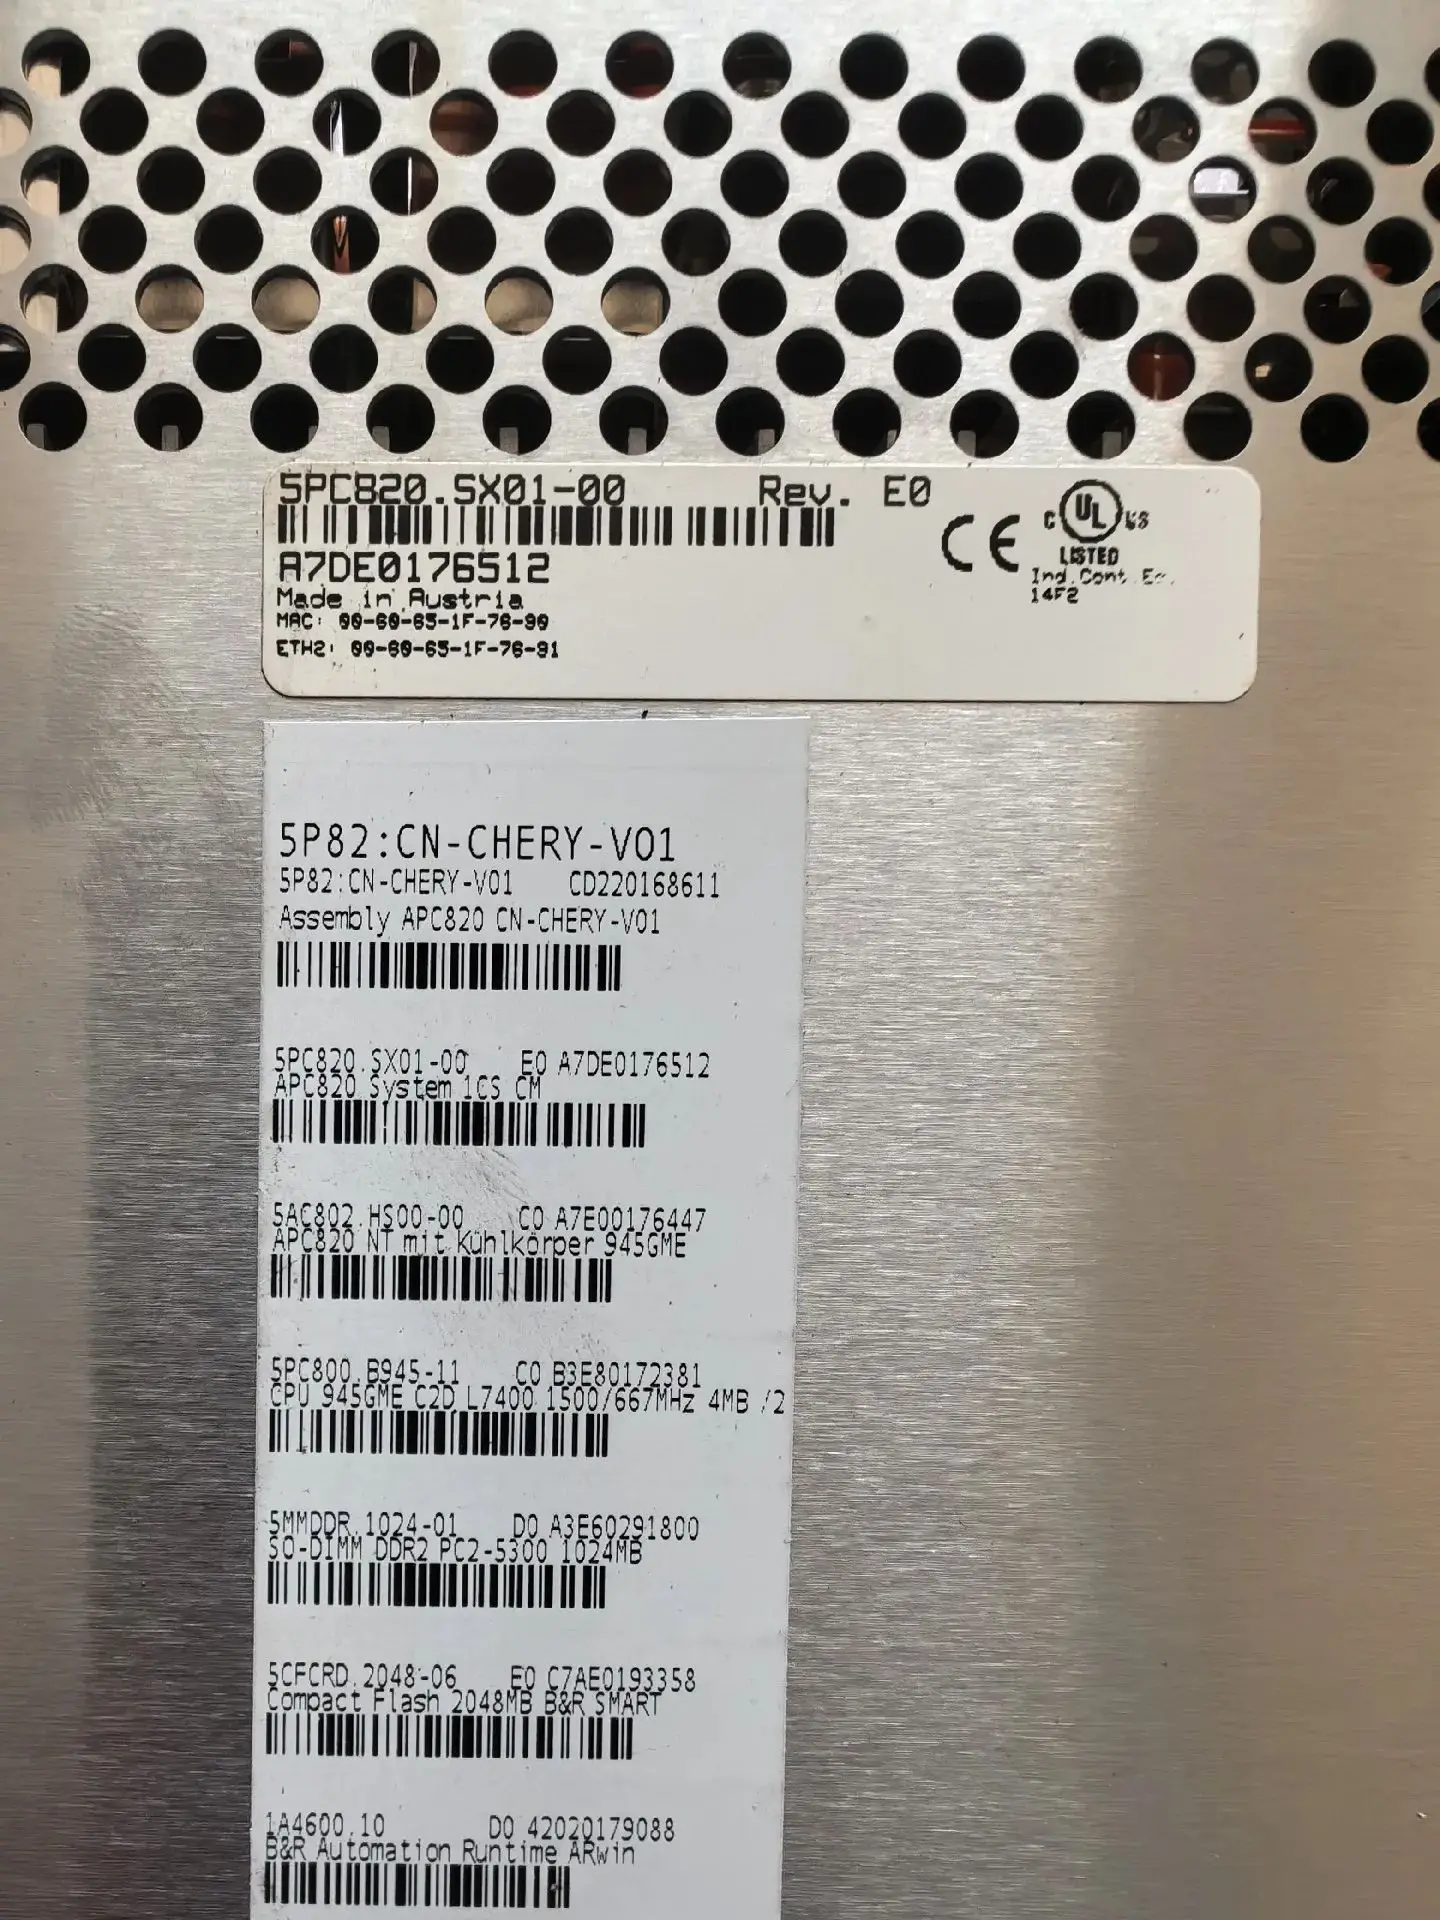 5PC820.SX01-00 Rev. E0
A7DE0176512
Made in Austria
MAC: 00-60-65-1F-76-90
ETH2: 00-60-65-1F-76-91
CE
C UL US
LISTED
Ind.Cont.Eq.
14F2
5P82:CN-CHERY-V01
5P82:CN-CHERY-V01 CD220168611
Assembly APC820 CN-CHERY-V01
5PC820.SX01-00 E0 A7DE0176512
APC820 System 1CS CM
5AC802.HS00-00 C0 A7E00176447
APC820 NT mit Kühlkörper 945GME
5PC800.B945-11 C0 B3E80172381
CPU 945GME C2D L7400 1500/667MHz 4MB /2
5MMDDR.1024-01 D0 A3E60291800
SO-DIMM DDR2 PC2-5300 1024MB
5CFCRD.2048-06 E0 C7AE0193358
Compact Flash 2048MB B&R SMART
1A4600.10 D0 42020179088
B&R Automation Runtime ARwin